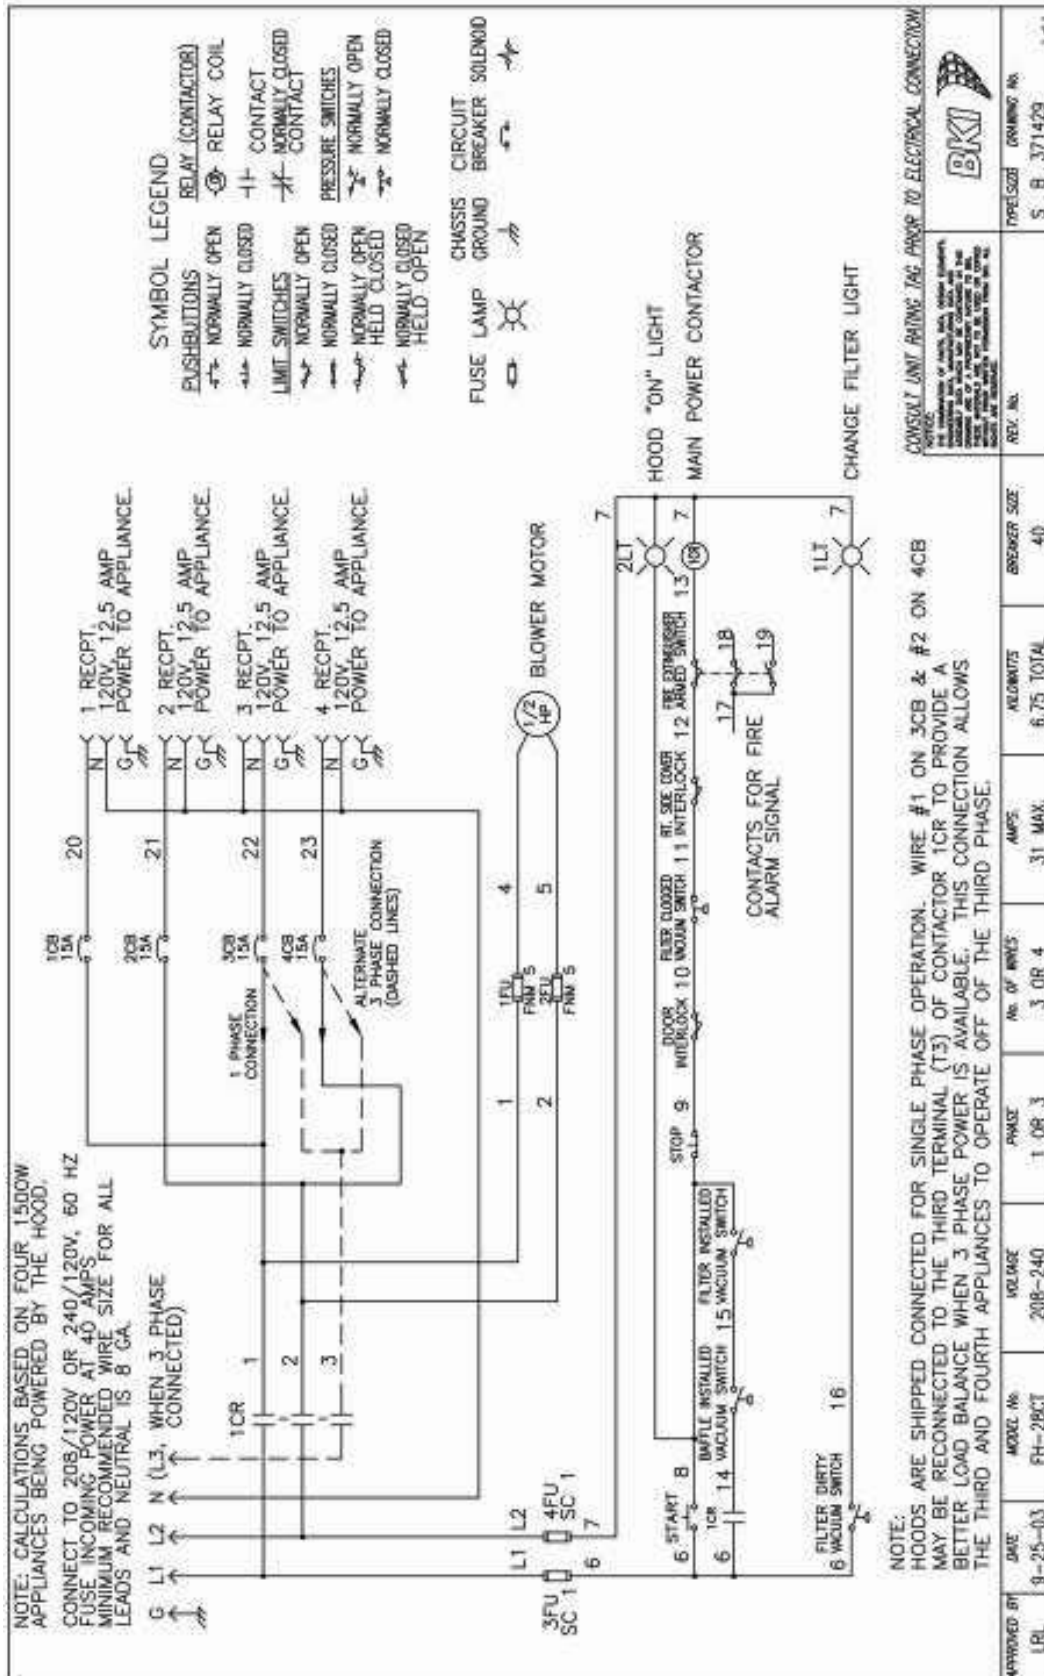 NOTE: CALCULATIONS BASED ON FOUR 1500W
APPLIANCES BEING POWERED BY THE HOOD.
CONNECT TO 208/120V OR 240/120V, 60 HZ
FUSE INCOMING POWER AT 40 AMPS
MINIMUM RECOMMENDED WIRE SIZE FOR ALL
LEADS AND NEUTRAL IS 8 GA.
G
L1
L2
N
(L3, WHEN 3 PHASE
CONNECTED)
1CR
1
2
3
1 PHASE
CONNECTION
ALTERNATE
3 PHASE CONNECTION
(DASHED LINES)
1CB
15A
20
2CB
15A
21
3CB
15A
22
4CB
15A
23
N
G
1 RECPT.
120V, 12.5 AMP
POWER TO APPLIANCE.
N
G
2 RECPT.
120V, 12.5 AMP
POWER TO APPLIANCE.
N
G
3 RECPT.
120V, 12.5 AMP
POWER TO APPLIANCE.
N
G
4 RECPT.
120V, 12.5 AMP
POWER TO APPLIANCE.
SYMBOL LEGEND
PUSHBUTTONS
NORMALLY OPEN
NORMALLY CLOSED
LIMIT SWITCHES
NORMALLY OPEN
NORMALLY CLOSED
NORMALLY OPEN
HELD CLOSED
NORMALLY CLOSED
HELD OPEN
RELAY (CONTACTOR)
RELAY COIL
CONTACT
NORMALLY CLOSED
CONTACT
PRESSURE SWITCHES
NORMALLY OPEN
NORMALLY CLOSED
FUSE
LAMP
CHASSIS
GROUND
CIRCUIT
BREAKER
SOLENOID
1
2
1FU
FNM 5
2FU
FNM 5
4
5
1/2
HP
BLOWER MOTOR
L1
L2
3FU
SC 1
4FU
SC 1
6
7
7
2LT
HOOD "ON" LIGHT
6
START
8
STOP
9
DOOR
INTERLOCK
10
FILTER CLOGGED
VACUUM SWITCH
11
RT. SIDE COVER
INTERLOCK
12
FIRE EXTINGUISHER
ARMED SWITCH
13
1CR
7
MAIN POWER CONTACTOR
6
1CR
14
BAFFLE INSTALLED
VACUUM SWITCH
15
FILTER INSTALLED
VACUUM SWITCH
17
18
19
CONTACTS FOR FIRE
ALARM SIGNAL
6
FILTER DIRTY
VACUUM SWITCH
16
1LT
7
CHANGE FILTER LIGHT
NOTE:
HOODS ARE SHIPPED CONNECTED FOR SINGLE PHASE OPERATION. WIRE #1 ON 3CB & #2 ON 4CB
MAY BE RECONNECTED TO THE THIRD TERMINAL (T3) OF CONTACTOR 1CR TO PROVIDE A
BETTER LOAD BALANCE WHEN 3 PHASE POWER IS AVAILABLE. THIS CONNECTION ALLOWS
THE THIRD AND FOURTH APPLIANCES TO OPERATE OFF OF THE THIRD PHASE.
CONSULT UNIT RATING TAG PRIOR TO ELECTRICAL CONNECTION
NOTICE:
BKI
APPROVED BY
LRL
DATE
9-25-03
MODEL No.
FH-28CT
VOLTAGE
208-240
PHASE
1 OR 3
No. OF WIRES
3 OR 4
AMPS
31 MAX.
KILOWATTS
6.75 TOTAL
BREAKER SIZE
40
REV. No.
TYPE SIZE
S B
DRAWING No.
371429